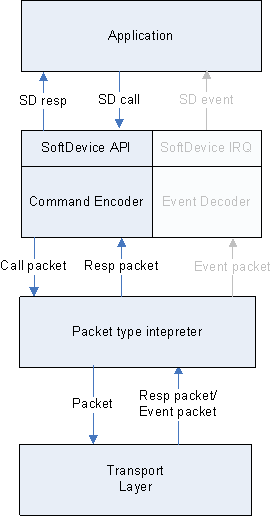 Application
SD resp
SD call
SD event
SoftDevice API
SoftDevice IRQ
Command Encoder
Event Decoder
Call packet
Resp packet
Event packet
Packet type intepreter
Packet
Resp packet/
Event packet
Transport
Layer